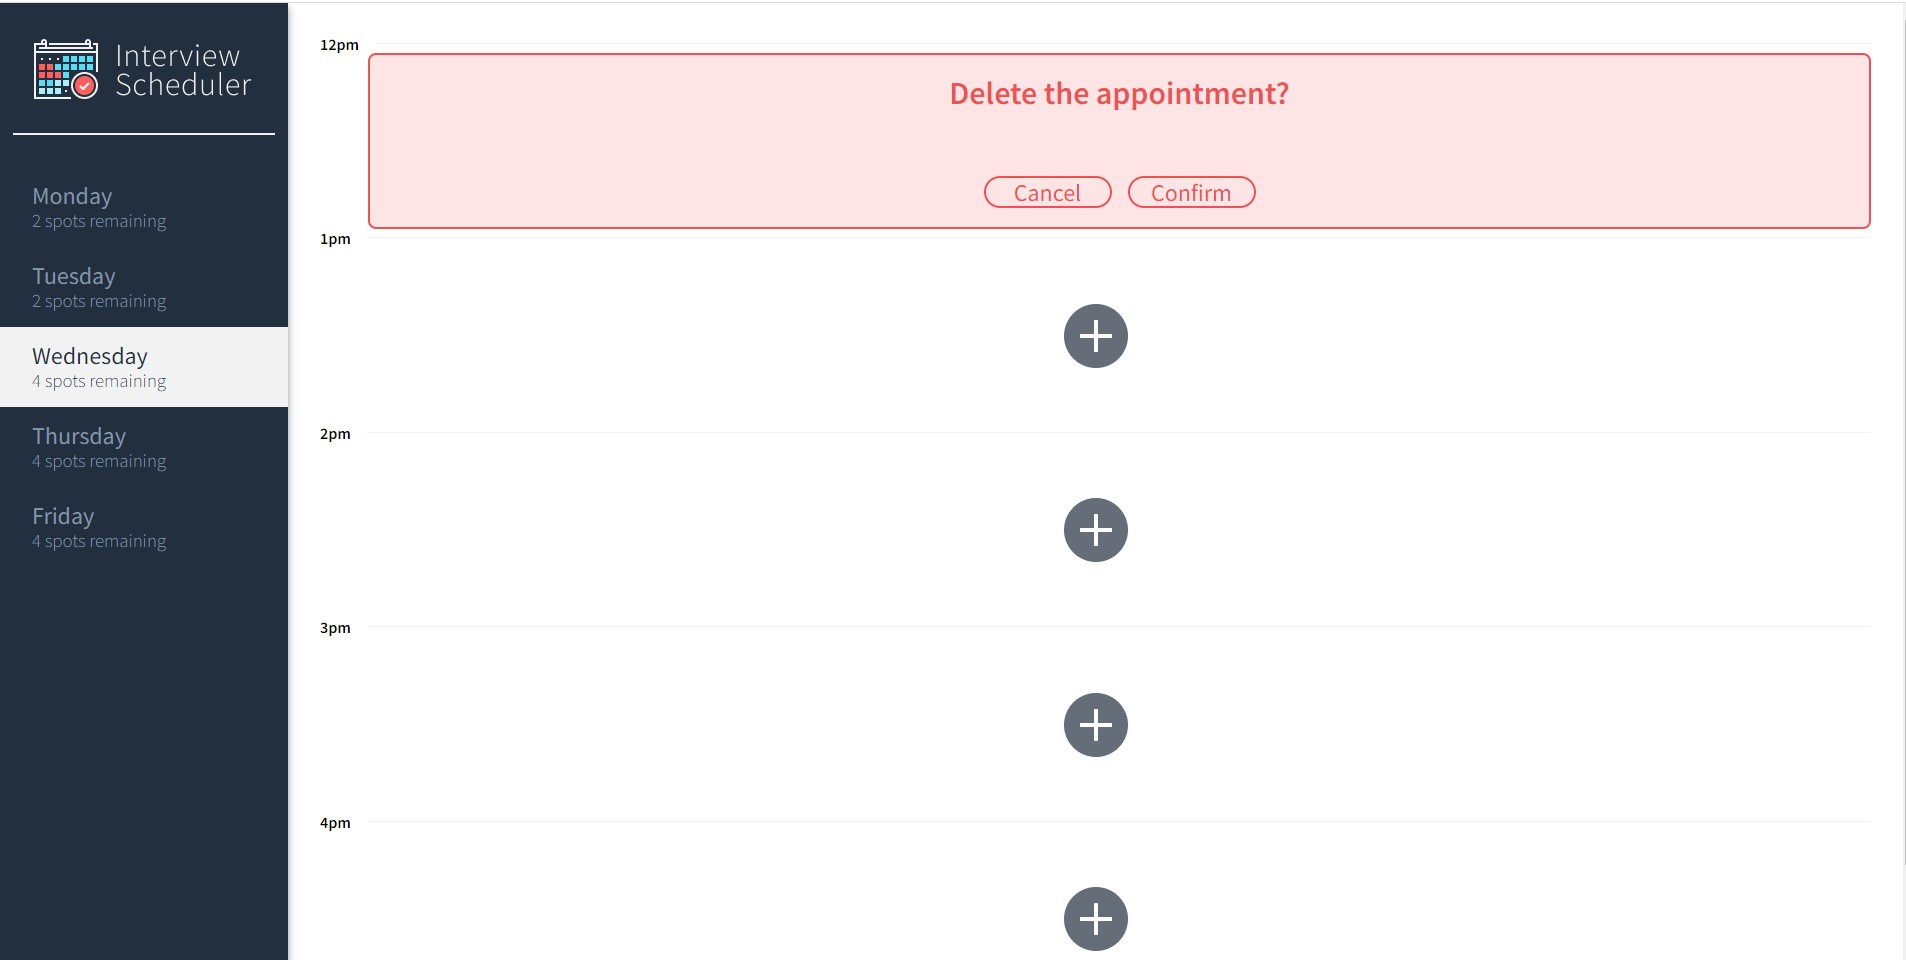 Interview
Scheduler
Monday
2 spots remaining
Tuesday
2 spots remaining
Wednesday
4 spots remaining
Thursday
4 spots remaining
Friday
4 spots remaining
12pm
Delete the appointment?
Cancel Confirm
1pm
2pm
3pm
4pm